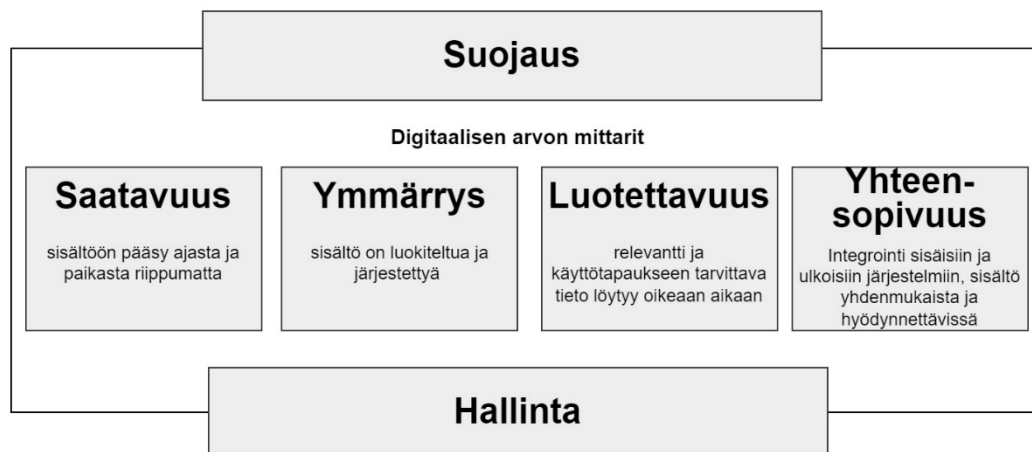 Suojaus
Digitaalisen arvon mittarit
Saatavuus
sisältöön pääsy ajasta ja
paikasta riippumatta
Ymmärrys
sisältö on luokiteltua ja
järjestettyä
Luotettavuus
relevantti ja
käyttötapaukseen tarvittava
tieto löytyy oikeaan aikaan
Yhteen-
sopivuus
Integrointi sisäisiin ja
ulkoisiin järjestelmiin, sisältö
yhdenmukaista ja
hyödynnettävissä
Hallinta